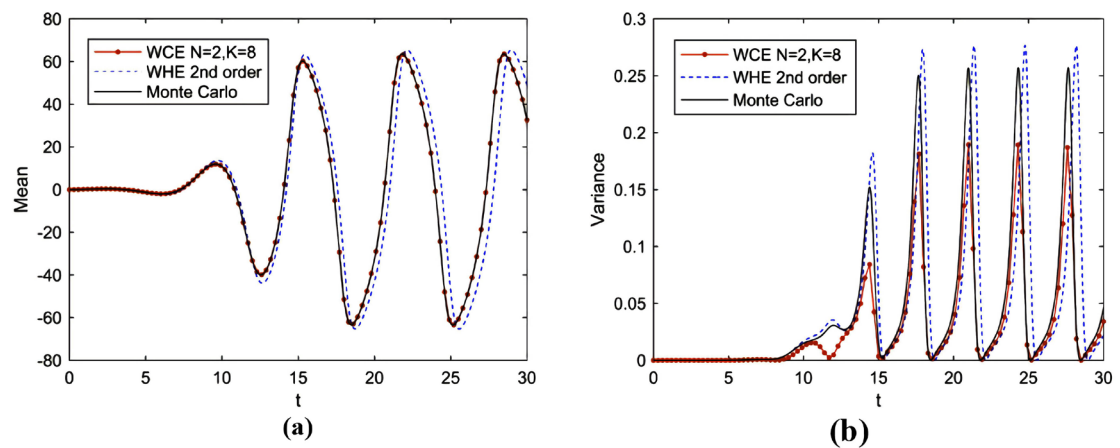 80
60
40
20
0
-20
-40
-60
-80
Mean
WCE N=2,K=8
WHE 2nd order
Monte Carlo
0
5
10
15
20
25
30
t
(a)
0.3
0.25
0.2
0.15
0.1
0.05
0
Variance
WCE N=2,K=8
WHE 2nd order
Monte Carlo
0
5
10
15
20
25
30
t
(b)